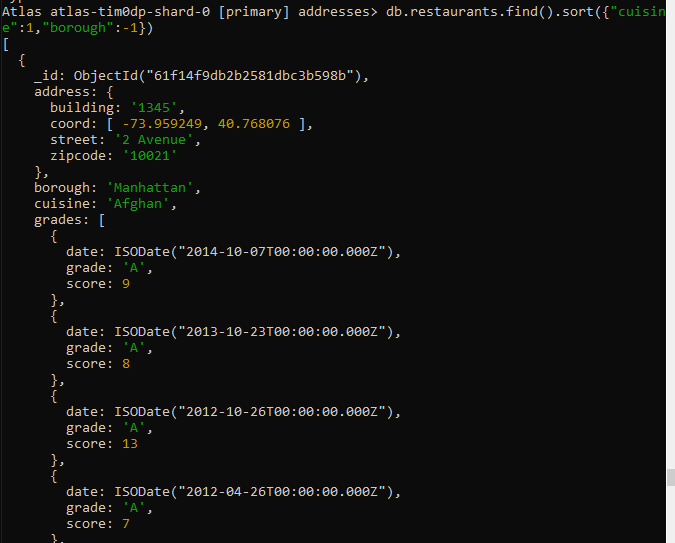 Atlas atlas-tim0dp-shard-0 [primary] addresses> db.restaurants.find().sort({"cuisin
e":1,"borough":-1})
[
  {
    _id: ObjectId("61f14f9db2b2581dbc3b598b"),
    address: {
      building: '1345',
      coord: [ -73.959249, 40.768076 ],
      street: '2 Avenue',
      zipcode: '10021'
    },
    borough: 'Manhattan',
    cuisine: 'Afghan',
    grades: [
      {
        date: ISODate("2014-10-07T00:00:00.000Z"),
        grade: 'A',
        score: 9
      },
      {
        date: ISODate("2013-10-23T00:00:00.000Z"),
        grade: 'A',
        score: 8
      },
      {
        date: ISODate("2012-10-26T00:00:00.000Z"),
        grade: 'A',
        score: 13
      },
      {
        date: ISODate("2012-04-26T00:00:00.000Z"),
        grade: 'A',
        score: 7
      },